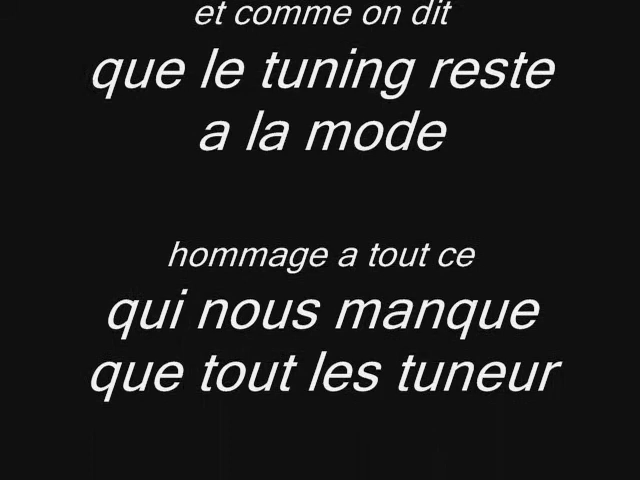 et comme on dit
que le tuning reste
a la mode
hommage a tout ce
qui nous manque
que tout les tuneur